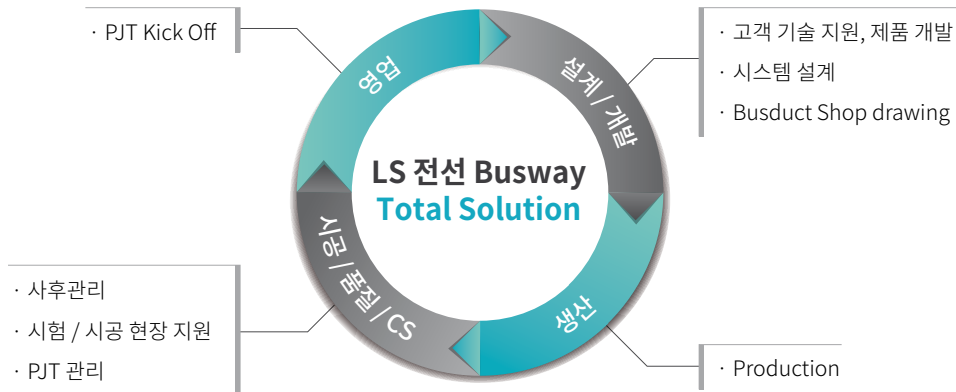 · PJT Kick Off
영업
설계 / 개발
· 고객 기술 지원, 제품 개발
· 시스템 설계
· Busduct Shop drawing
LS 전선 Busway
Total Solution
시공 / 품질 / CS
· 사후관리
· 시험 / 시공 현장 지원
· PJT 관리
생산
· Production